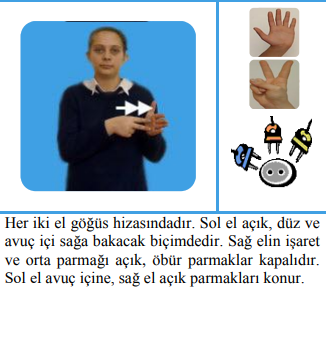 Her iki el göğüs hizasındadır. Sol el açık, düz ve
avuç içi sağa bakacak biçimdedir. Sağ elin işaret
ve orta parmağı açık, öbür parmaklar kapalıdır.
Sol el avuç içine, sağ el açık parmakları konur.